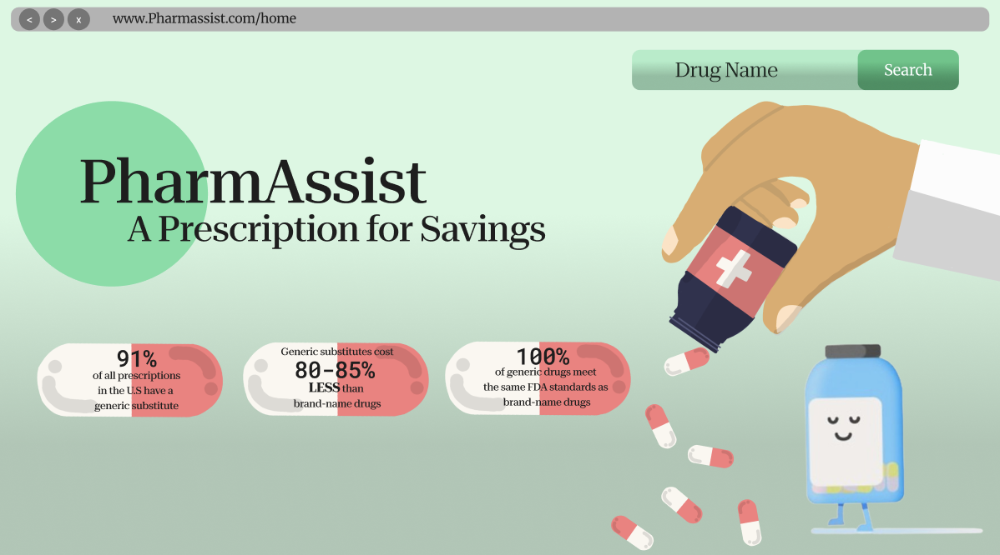 < > x www.Pharmassist.com/home
Drug Name Search
PharmAssist
A Prescription for Savings
91%
of all prescriptions
in the U.S have a
generic substitute
Generic substitutes cost
80-85%
LESS than
brand-name drugs
100%
of generic drugs meet
the same FDA standards as
brand-name drugs